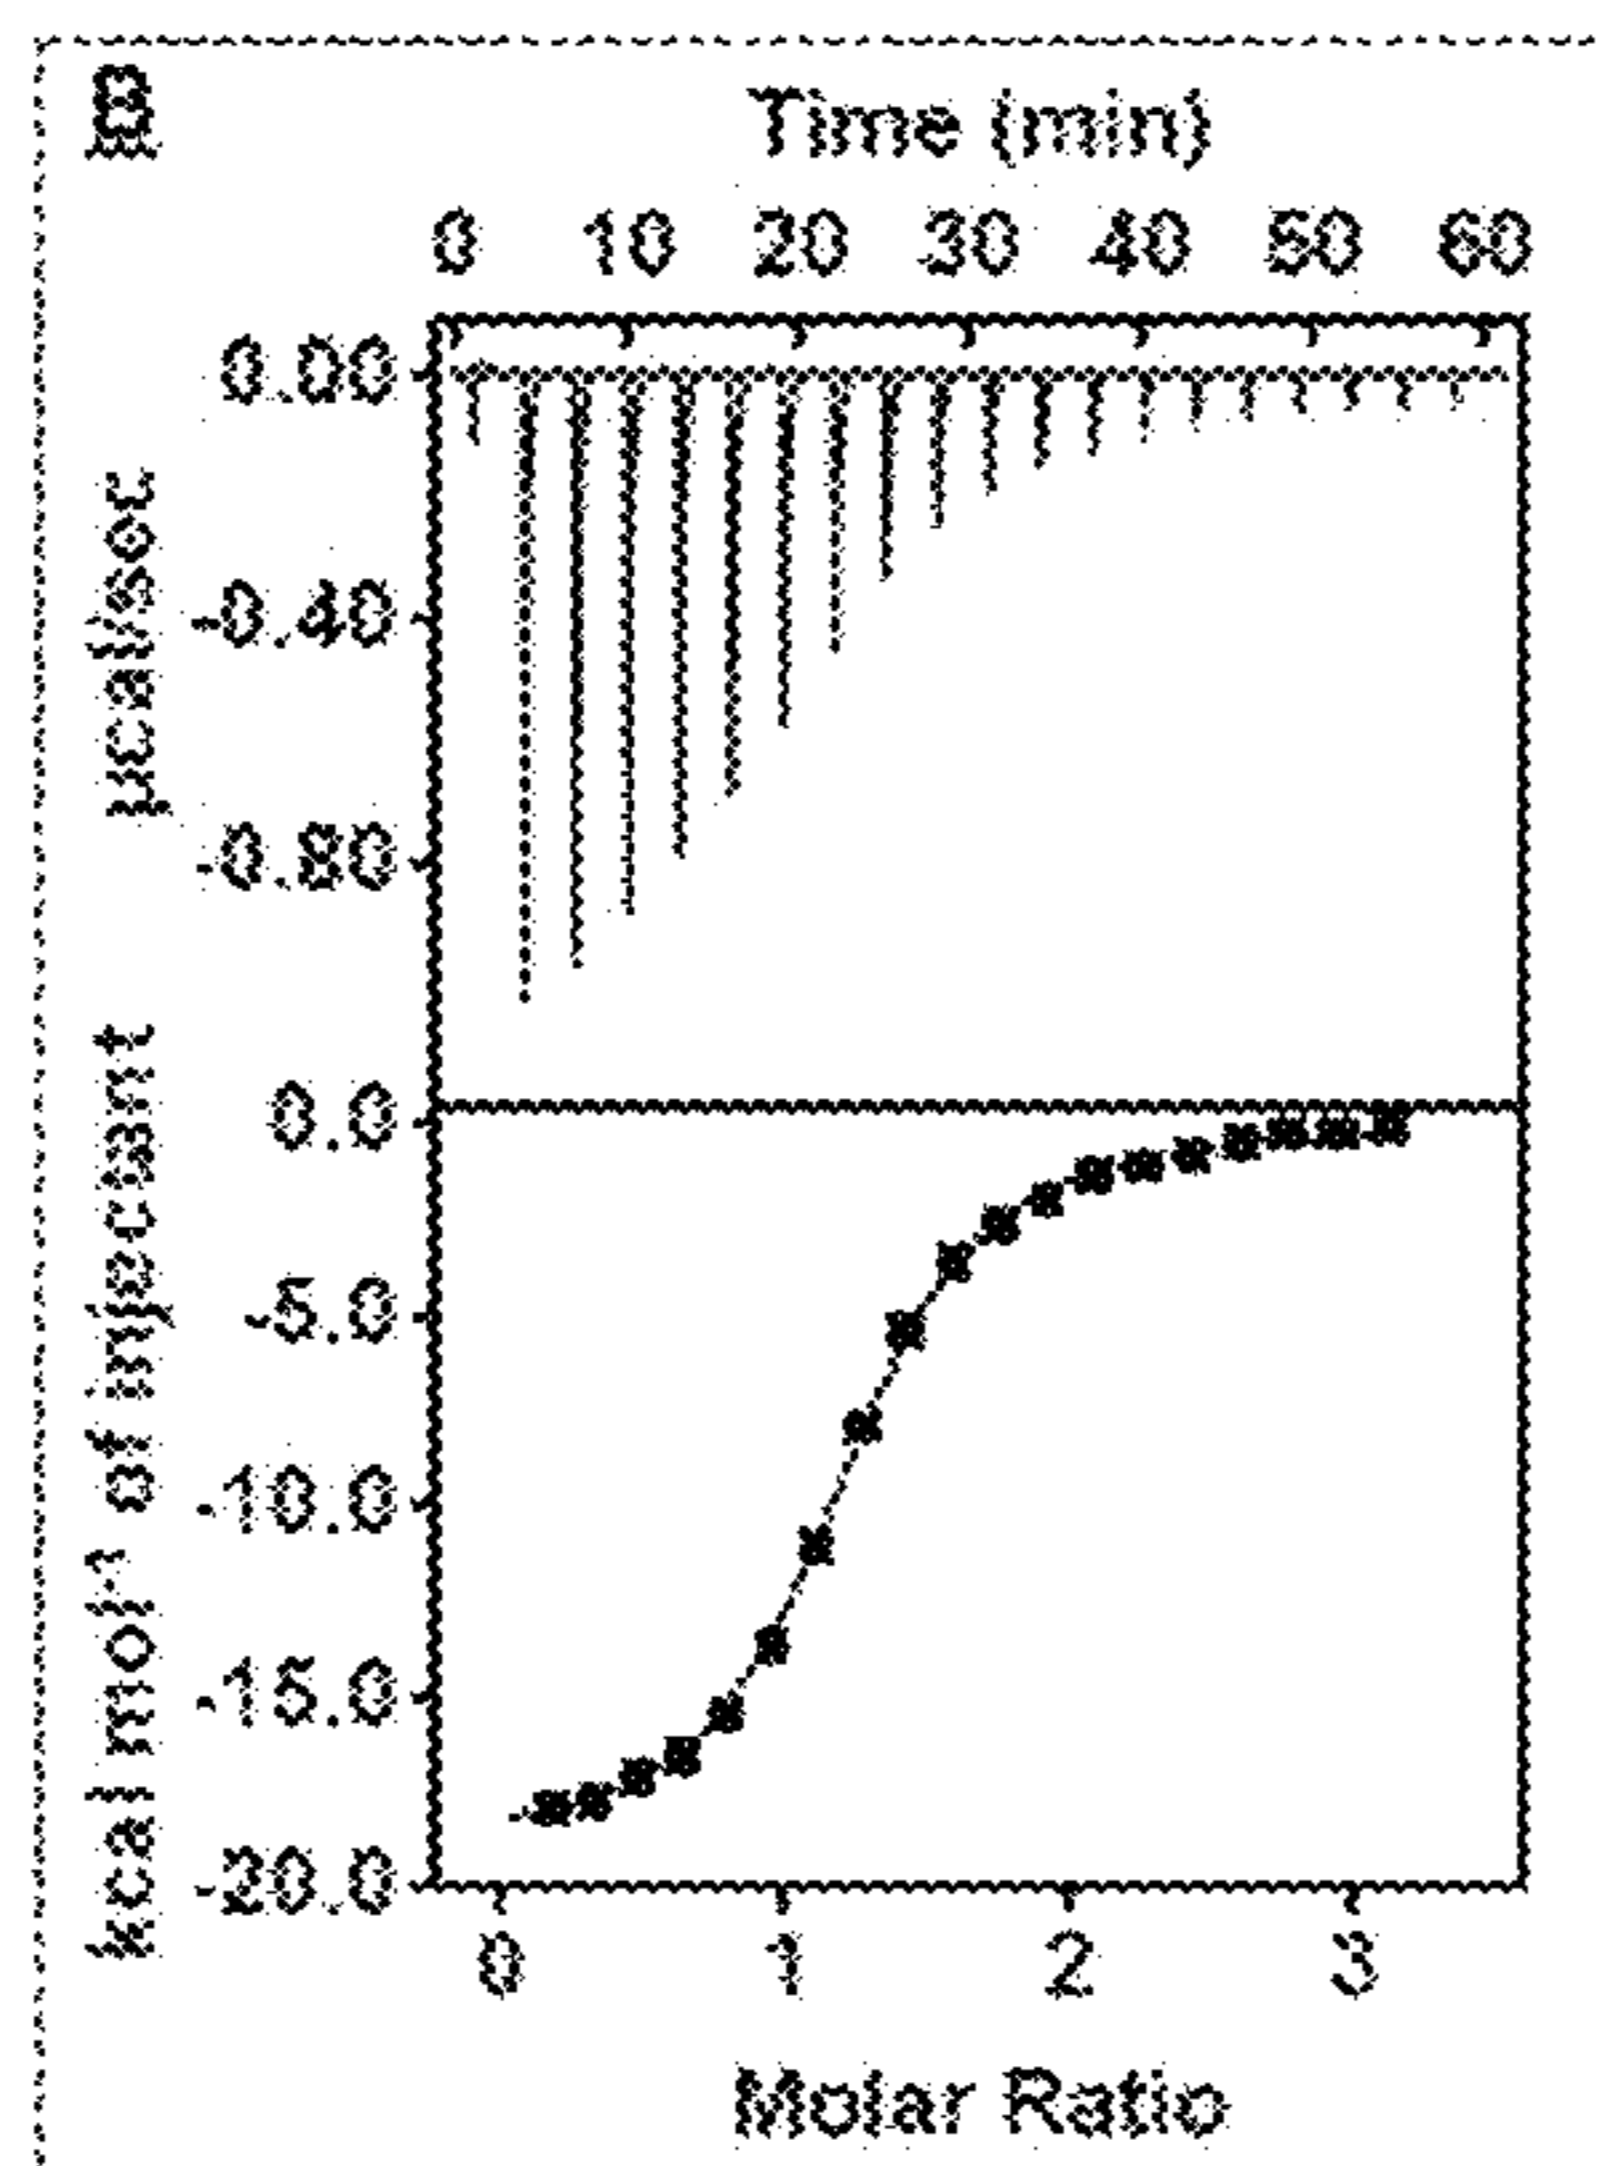 B
Time (min)
0 10 20 30 40 50 60
0.00
-0.40
-0.80
µcal/sec
0.0
-5.0
-10.0
-15.0
-20.0
kcal mol⁻¹ of injectant
0 1 2 3
Molar Ratio